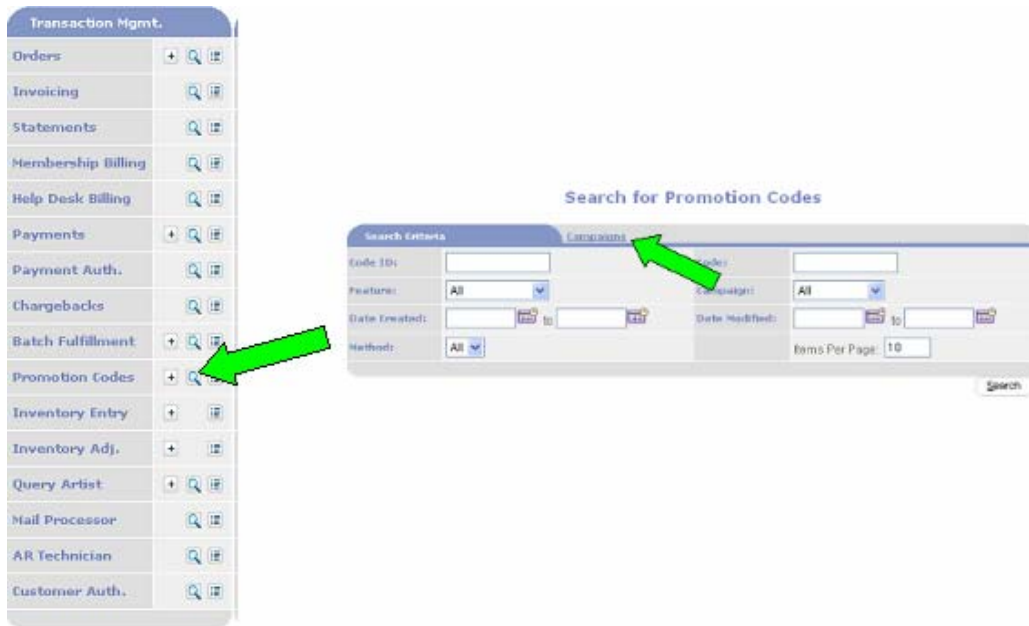 Transaction Mgmt.
Orders
Invoicing
Statements
Membership Billing
Help Desk Billing
Payments
Payment Auth.
Chargebacks
Batch Fulfillment
Promotion Codes
Inventory Entry
Inventory Adj.
Query Artist
Mail Processor
AR Technician
Customer Auth.
Search for Promotion Codes
Search Criteria Campaigns
Code ID: Code:
Feature: All Campaign: All
Date Created: to Date Modified: to
Method: All Items Per Page: 10
Search